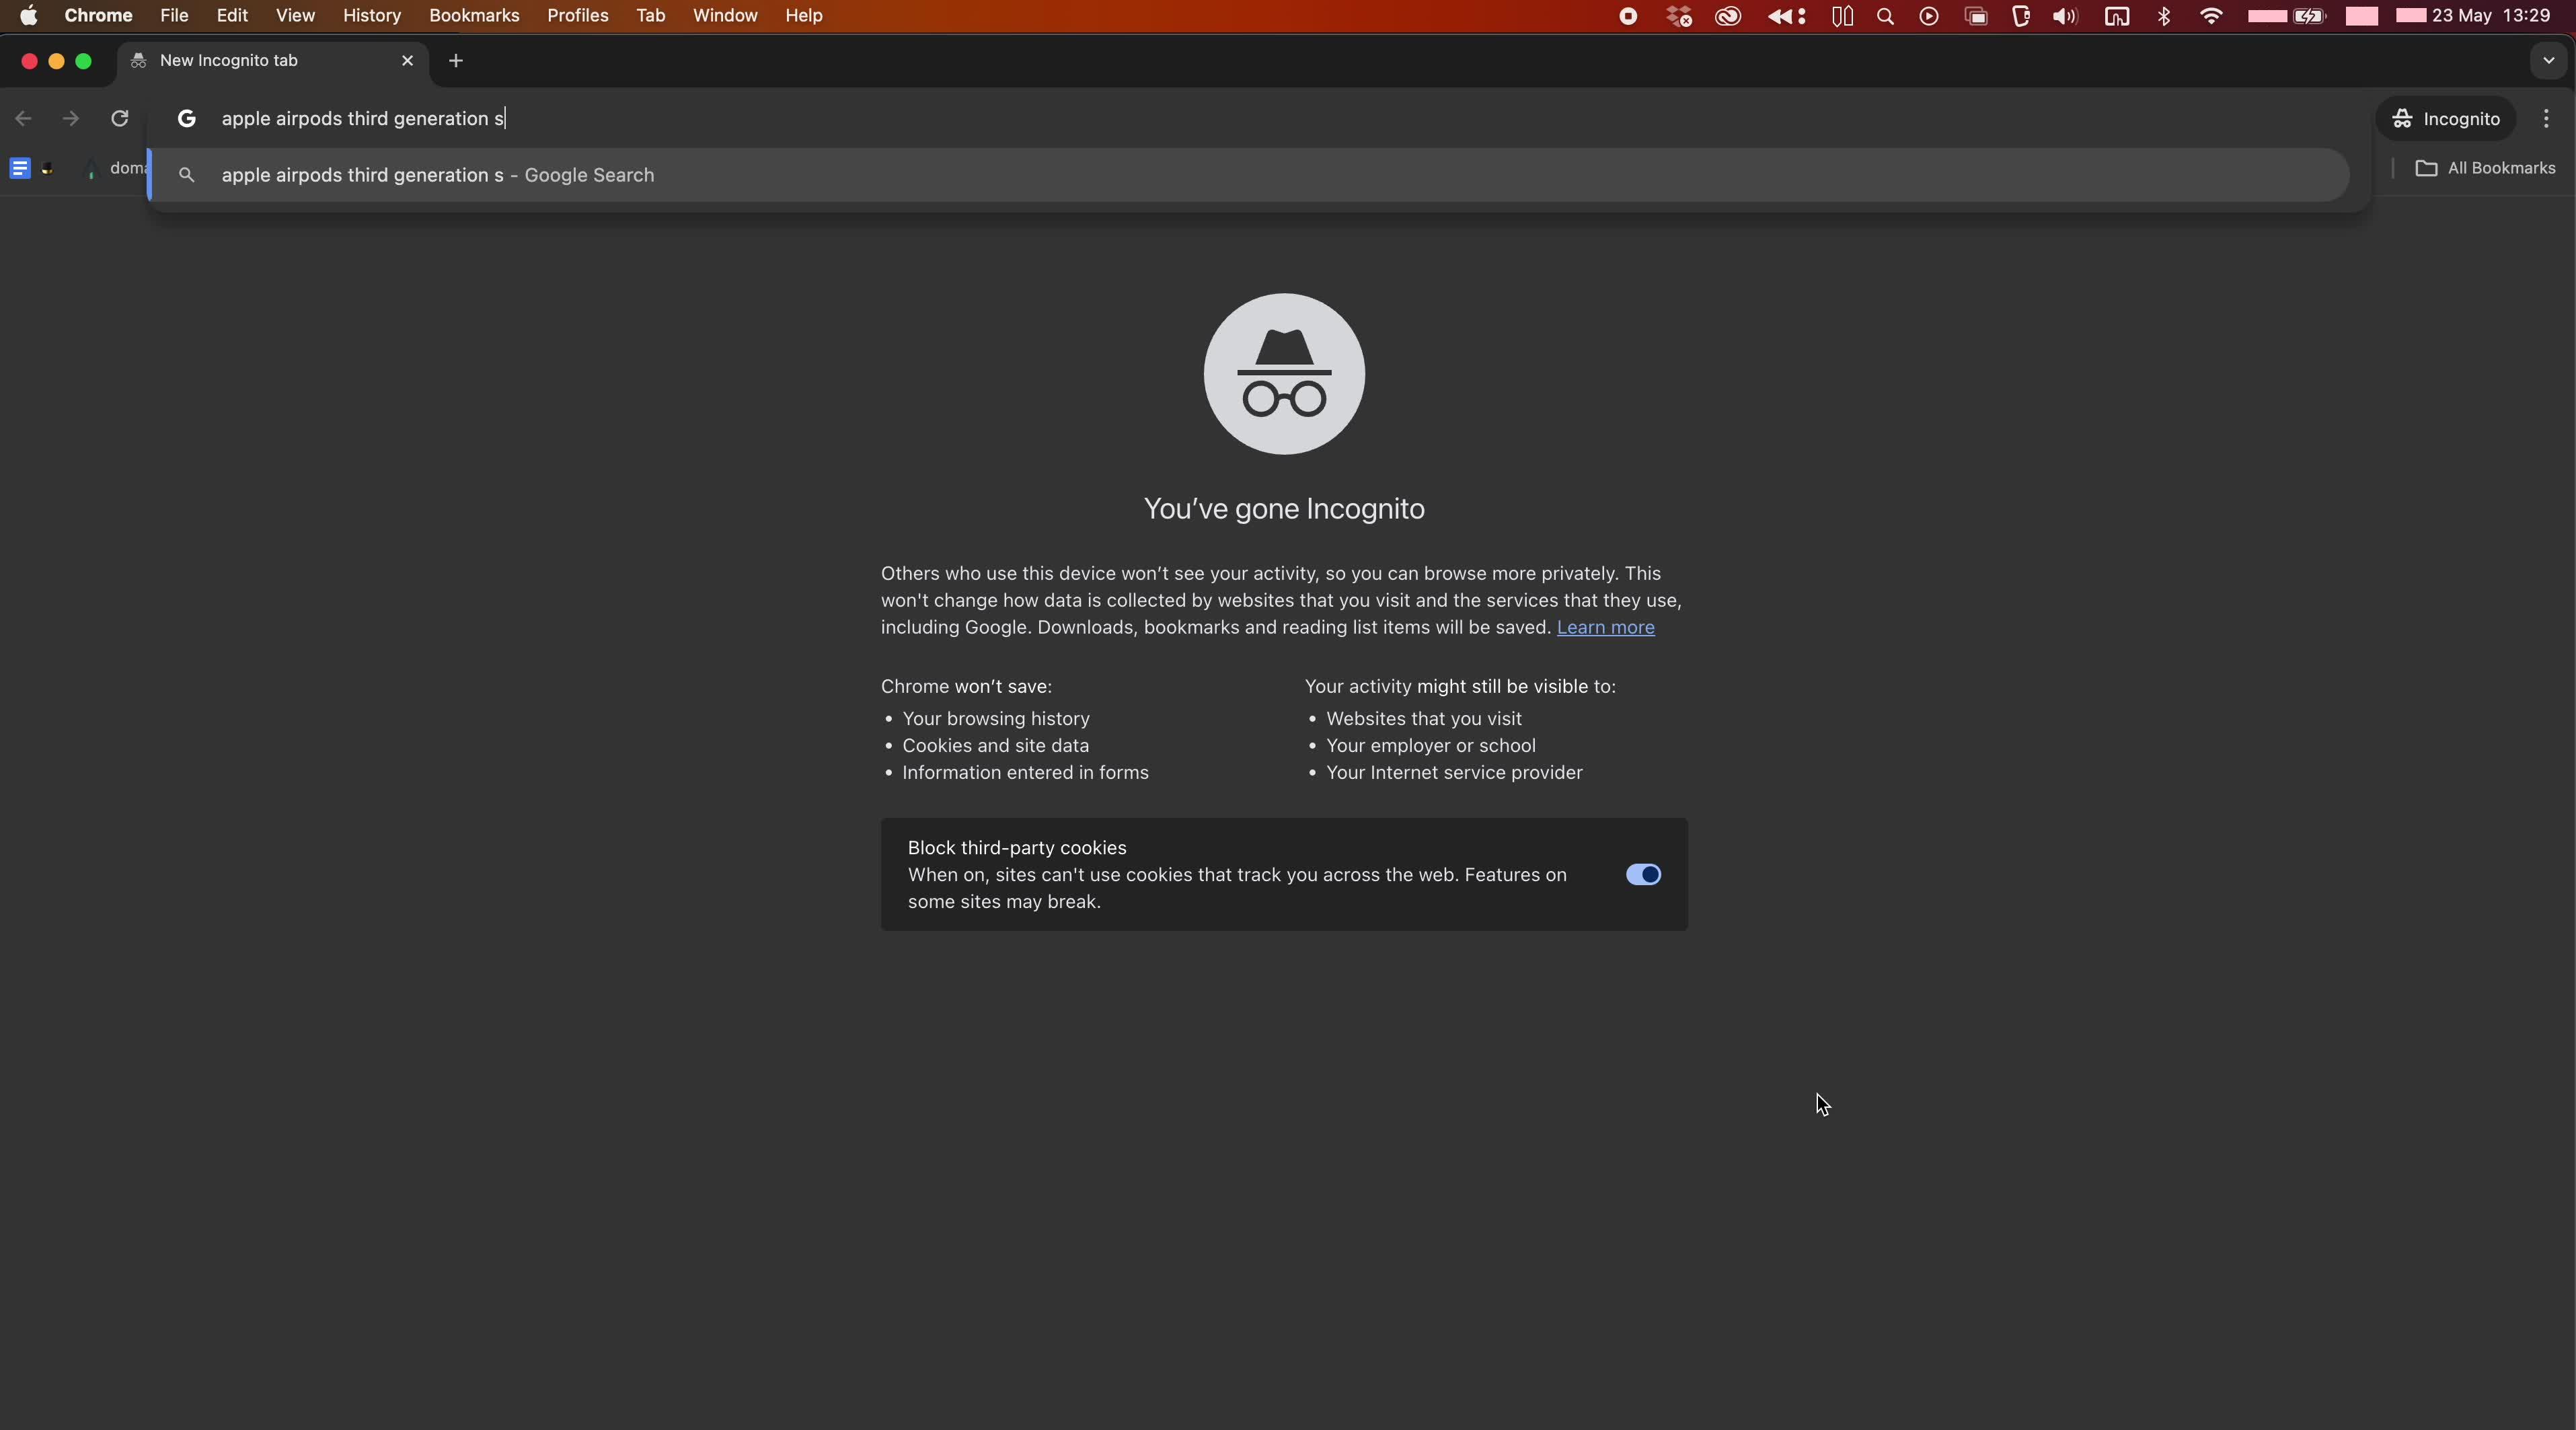 Chrome File Edit View History Bookmarks Profiles Tab Window Help 23 May 13:29
New Incognito tab
apple airpods third generation s Incognito
doma All Bookmarks
apple airpods third generation s - Google Search
You've gone Incognito
Others who use this device won't see your activity, so you can browse more privately. This
won't change how data is collected by websites that you visit and the services that they use,
including Google. Downloads, bookmarks and reading list items will be saved. Learn more
Chrome won't save:
• Your browsing history
• Cookies and site data
• Information entered in forms
Your activity might still be visible to:
• Websites that you visit
• Your employer or school
• Your Internet service provider
Block third-party cookies
When on, sites can't use cookies that track you across the web. Features on
some sites may break.